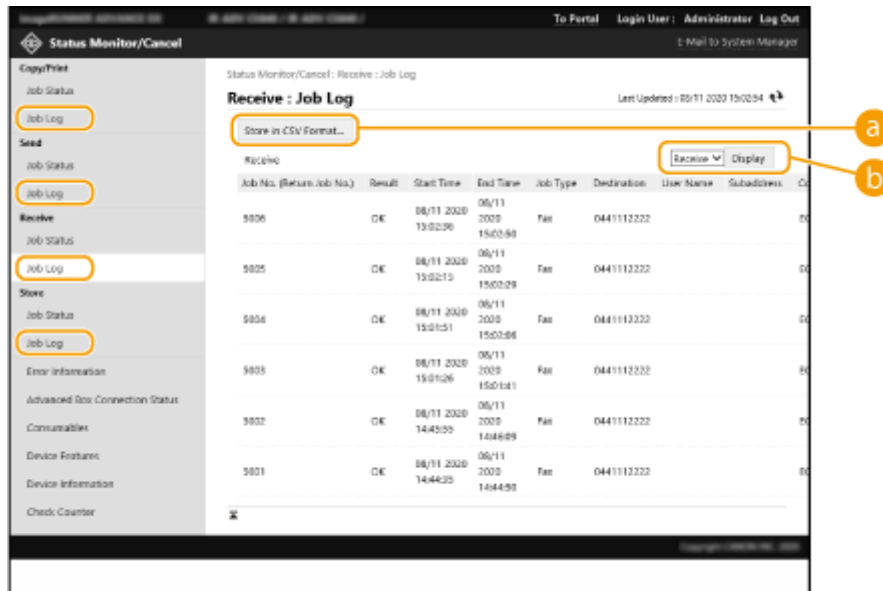 To Portal Login User: Administrator Log Out
Status Monitor/Cancel
E-Mail to System Manager
Copy/Print
Job Status
Job Log
Send
Job Status
Job Log
Receive
Job Status
Job Log
Store
Job Status
Job Log
Error Information
Advanced Box Connection Status
Consumables
Device Features
Device Information
Check Counter
Status Monitor/Cancel : Receive : Job Log
Receive : Job Log
Last Updated : 08/11 2020 15:02:54
Store in CSV Format...
a
Receive
Receive Display
b
Job No. (Return Job No.) Result Start Time End Time Job Type Destination User Name Subaddress
5006 OK 08/11 2020 15:02:36 08/11 2020 15:02:50 Fax 0441112222
5005 OK 08/11 2020 15:02:15 08/11 2020 15:02:29 Fax 0441112222
5004 OK 08/11 2020 15:01:51 08/11 2020 15:02:06 Fax 0441112222
5003 OK 08/11 2020 15:01:26 08/11 2020 15:01:41 Fax 0441112222
5002 OK 08/11 2020 08/11 2020 14:46:09 Fax 0441112222
5001 OK 08/11 2020 14:44:35 08/11 2020 14:44:50 Fax 0441112222